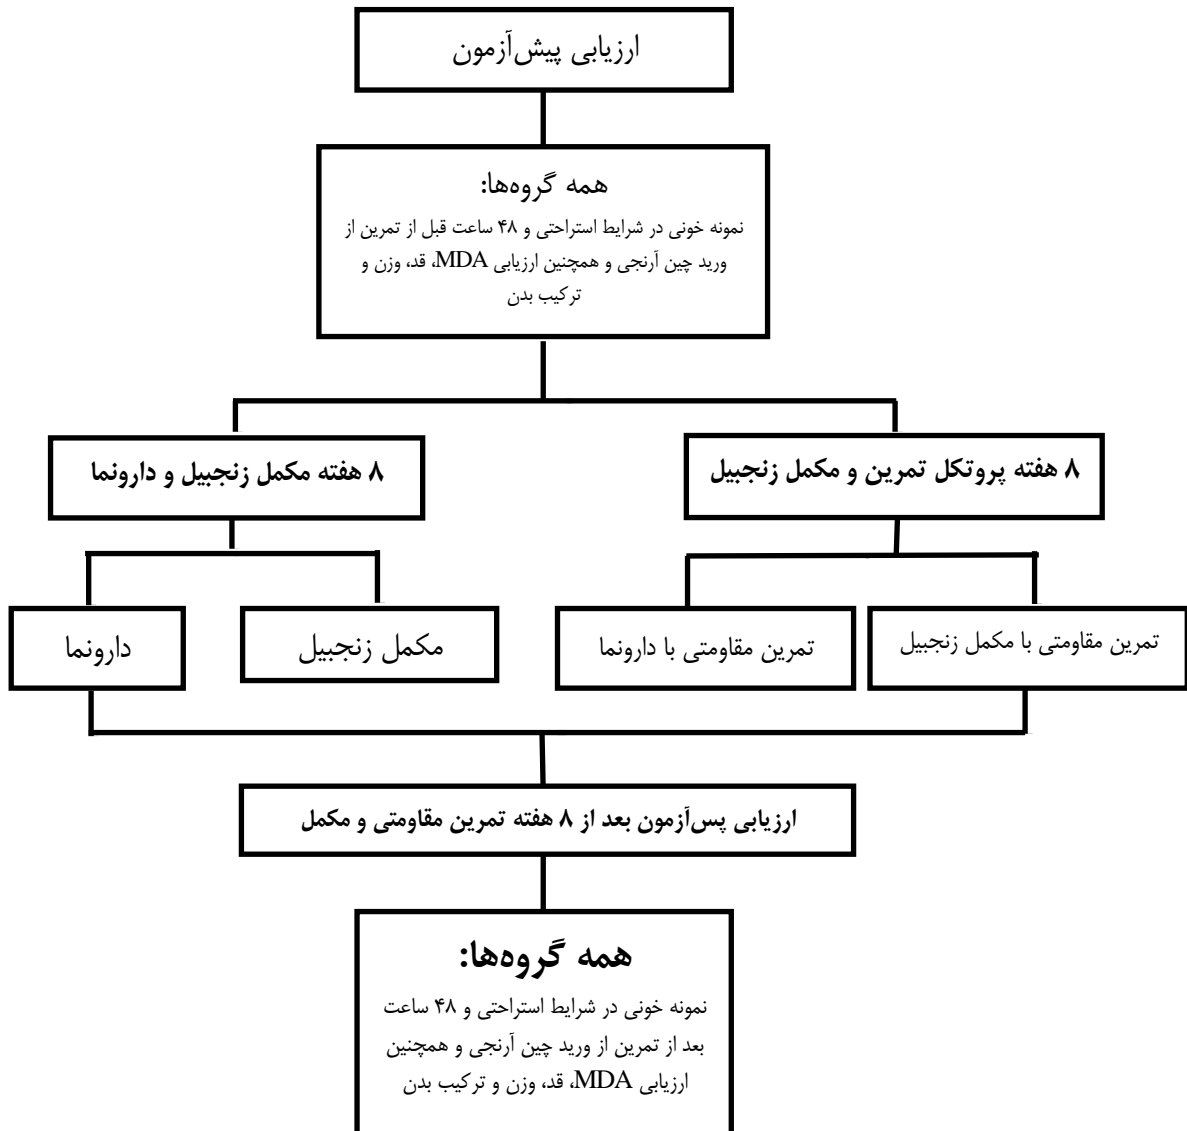 ارزیابی پیش‌آزمون
همه گروه‌ها:
نمونه خونی در شرایط استراحتی و ۴۸ ساعت قبل از تمرین از
ورید چین آرنجی و همچنین ارزیابی MDA، قد، وزن و
ترکیب بدن
۸ هفته پروتکل تمرین و مکمل زنجبیل
۸ هفته مکمل زنجبیل و دارونما
تمرین مقاومتی با مکمل زنجبیل
تمرین مقاومتی با دارونما
مکمل زنجبیل
دارونما
ارزیابی پس‌آزمون بعد از ۸ هفته تمرین مقاومتی و مکمل
همه گروه‌ها:
نمونه خونی در شرایط استراحتی و ۴۸ ساعت
بعد از تمرین از ورید چین آرنجی و همچنین
ارزیابی MDA، قد، وزن و ترکیب بدن